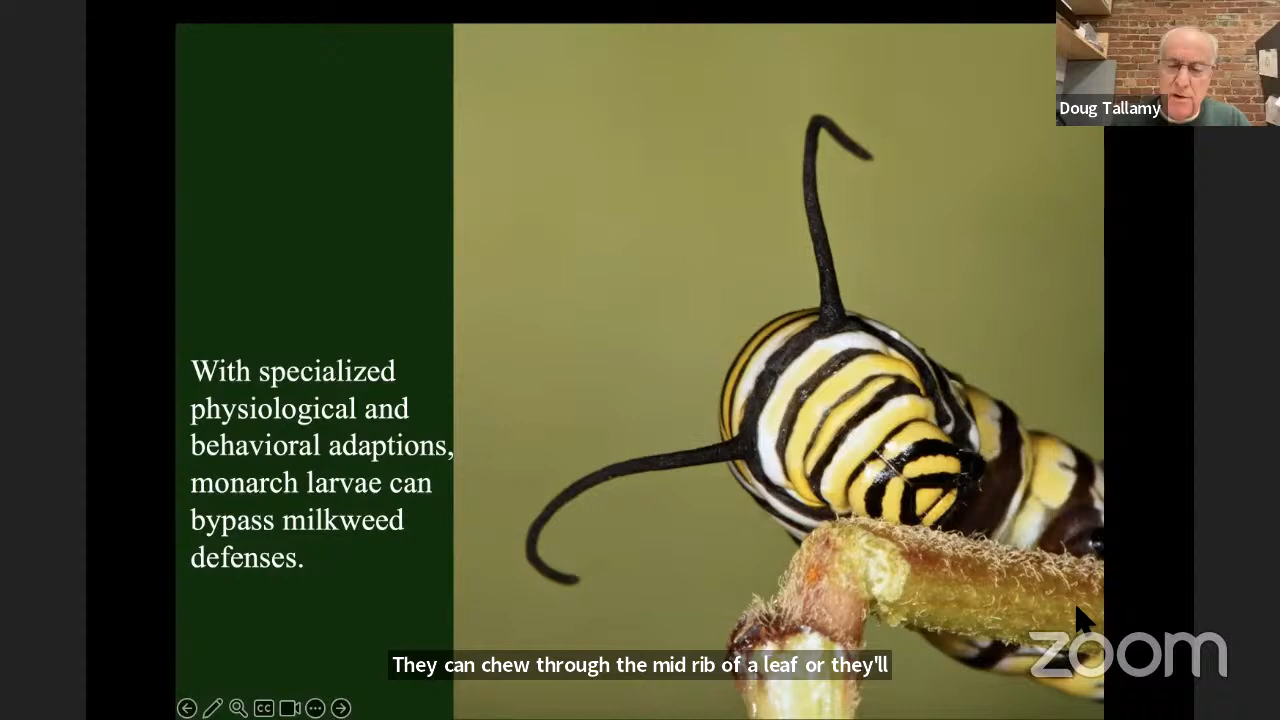 Doug Tallamy
With specialized
physiological and
behavioral adaptions,
monarch larvae can
bypass milkweed
defenses.
They can chew through the mid rib of a leaf or they'll
zoom
CC